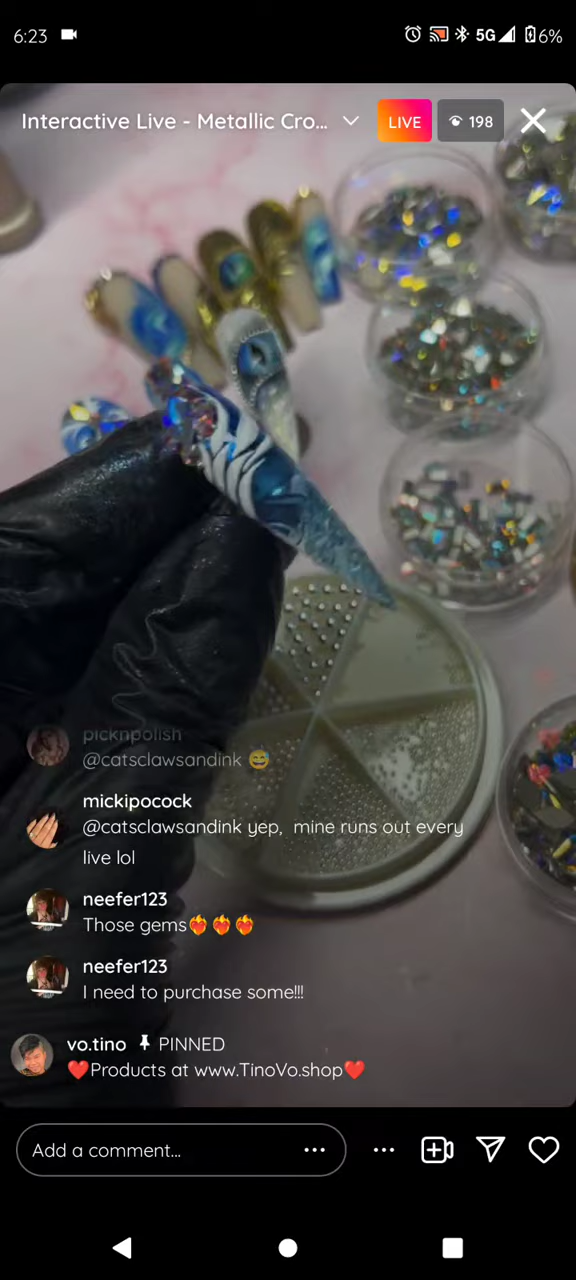 6:23 5G 6%
Interactive Live - Metallic Cro... LIVE 198
picknpolish
@catsclawsandink 😅
mickipocock
@catsclawsandink yep, mine runs out every
live lol
neefer123
Those gems❤️‍🔥❤️‍🔥❤️‍🔥
neefer123
I need to purchase some!!!
vo.tino 📌 PINNED
❤️Products at www.TinoVo.shop❤️
Add a comment...